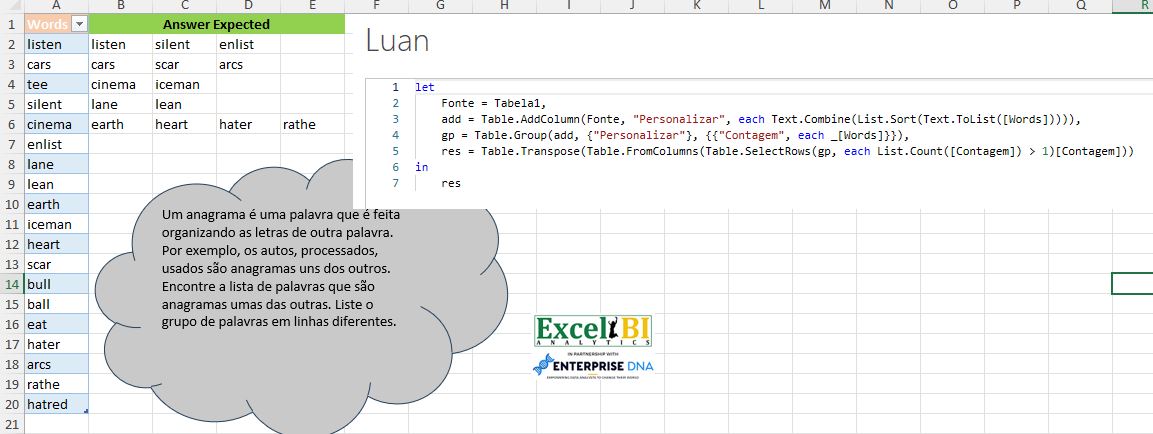 A B C D E F G H I J K L M N O P Q R
1 Words Answer Expected
2 listen listen silent enlist
3 cars cars scar arcs
4 tee cinema iceman
5 silent lane lean
6 cinema earth heart hater rathe
7 enlist
8 lane
9 lean
10 earth
11 iceman
12 heart
13 scar
14 bull
15 ball
16 eat
17 hater
18 arcs
19 rathe
20 hatred
21
Luan
1 let
2 Fonte = Tabela1,
3 add = Table.AddColumn(Fonte, "Personalizar", each Text.Combine(List.Sort(Text.ToList([Words])))),
4 gp = Table.Group(add, {"Personalizar"}, {{"Contagem", each _[Words]}}),
5 res = Table.Transpose(Table.FromColumns(Table.SelectRows(gp, each List.Count([Contagem]) > 1)[Contagem]))
6 in
7 res
Um anagrama é uma palavra que é feita
organizando as letras de outra palavra.
Por exemplo, os autos, processados,
usados são anagramas uns dos outros.
Encontre a lista de palavras que são
anagramas umas das outras. Liste o
grupo de palavras em linhas diferentes.
Excel BI
ANALYTICS
IN PARTNERSHIP WITH
ENTERPRISE DNA
EMPOWERING DATA ANALYSTS TO CHANGE THEIR WORLD